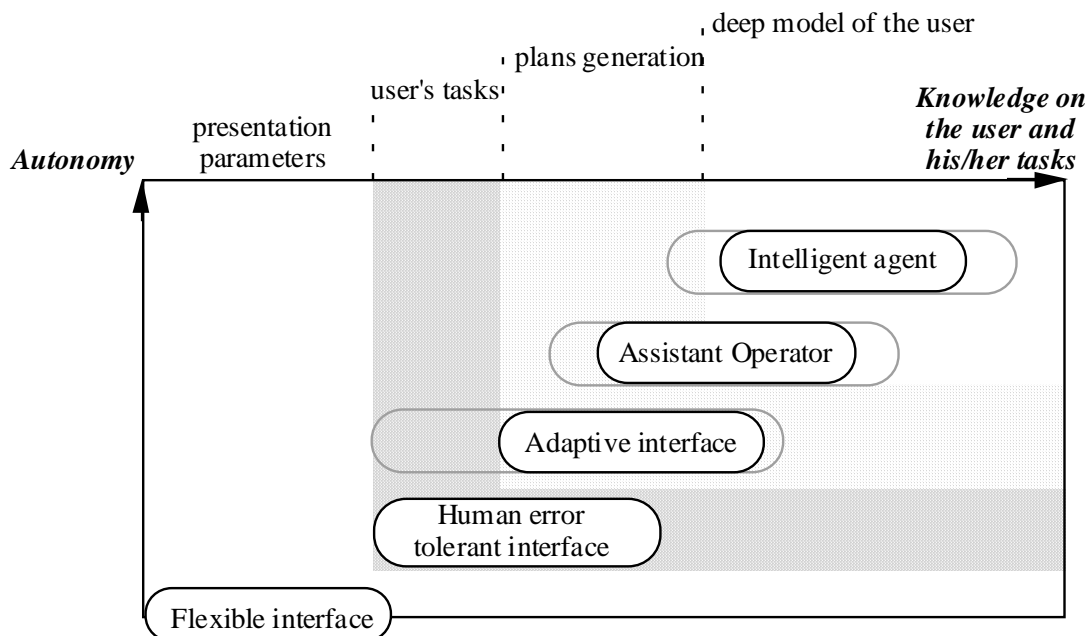 deep model of the user
plans generation
user's tasks
Knowledge on
the user and
his/her tasks
presentation
parameters
Autonomy
Intelligent agent
Assistant Operator
Adaptive interface
Human error
tolerant interface
Flexible interface